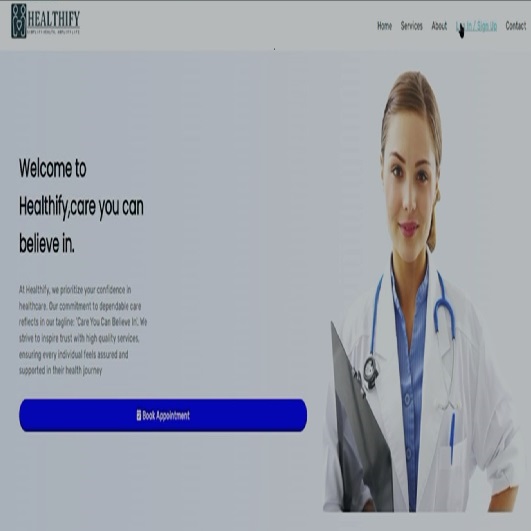 HEALTHIFY
Home Services About Log In / Sign Up Contact
Welcome to
Healthify,care you can
believe in.
At Healthify, we prioritize your confidence in
healthcare. Our commitment to dependable care
reflects in our tagline: 'Care You Can Believe In'. We
strive to inspire trust with high quality services,
ensuring every individual feels assured and
supported in their health journey
Book Appointment